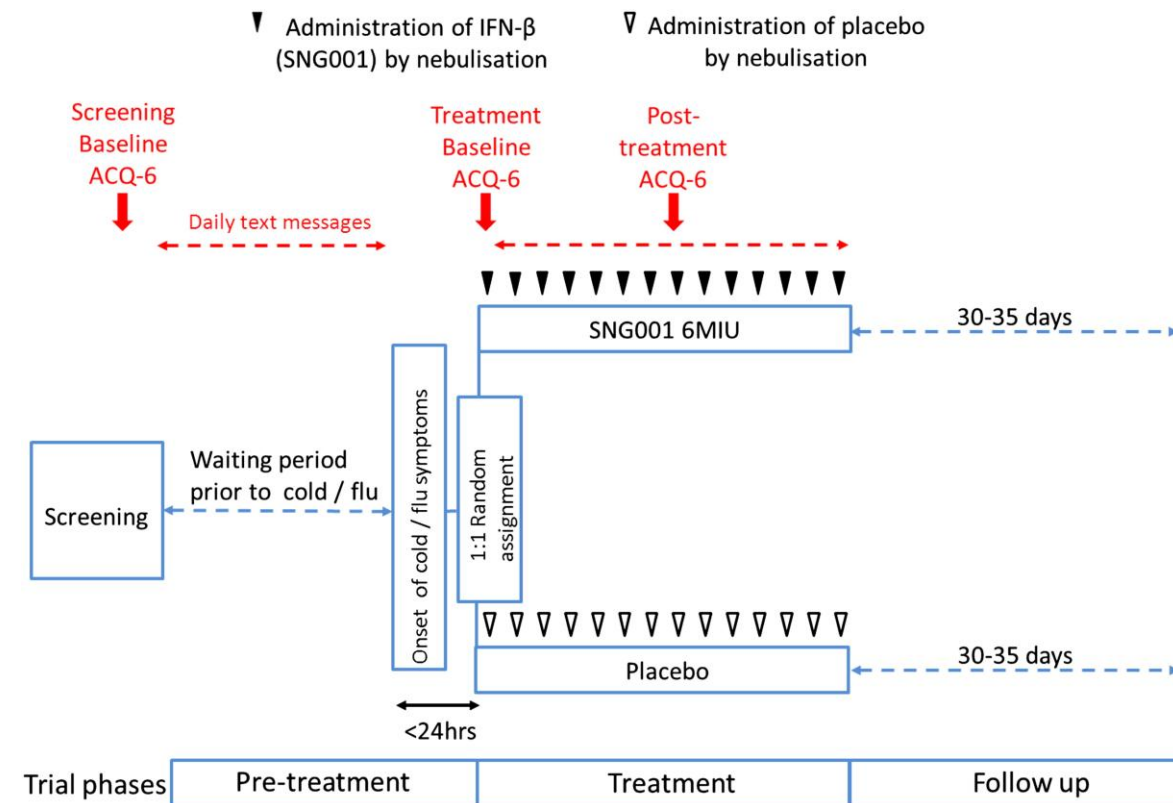 Administration of IFN-β
(SNG001) by nebulisation
Administration of placebo
by nebulisation
Screening
Baseline
ACQ-6
Treatment
Baseline
ACQ-6
Post-
treatment
ACQ-6
Daily text messages
SNG001 6MIU
30-35 days
Screening
Waiting period
prior to cold / flu
Onset of cold / flu symptoms
1:1 Random
assignment
Placebo
30-35 days
<24hrs
Trial phases
Pre-treatment
Treatment
Follow up